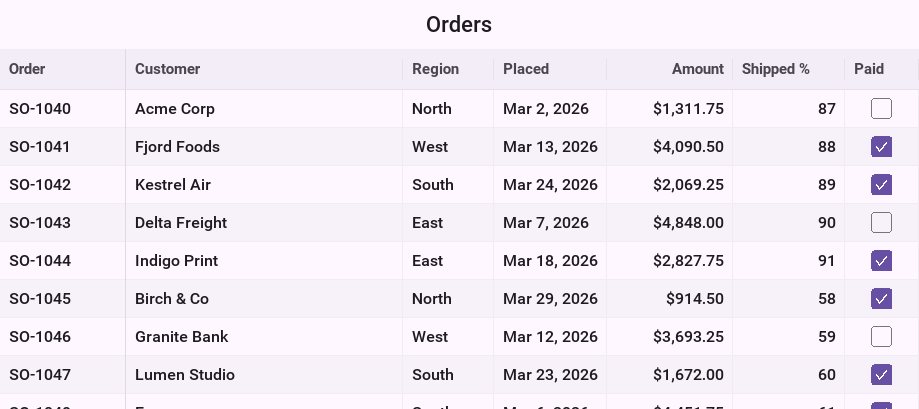 Orders
Order Customer Region Placed Amount Shipped % Paid
SO-1040 Acme Corp North Mar 2, 2026 $1,311.75 87
SO-1041 Fjord Foods West Mar 13, 2026 $4,090.50 88
SO-1042 Kestrel Air South Mar 24, 2026 $2,069.25 89
SO-1043 Delta Freight East Mar 7, 2026 $4,848.00 90
SO-1044 Indigo Print East Mar 18, 2026 $2,827.75 91
SO-1045 Birch & Co North Mar 29, 2026 $914.50 58
SO-1046 Granite Bank West Mar 12, 2026 $3,693.25 59
SO-1047 Lumen Studio South Mar 23, 2026 $1,672.00 60